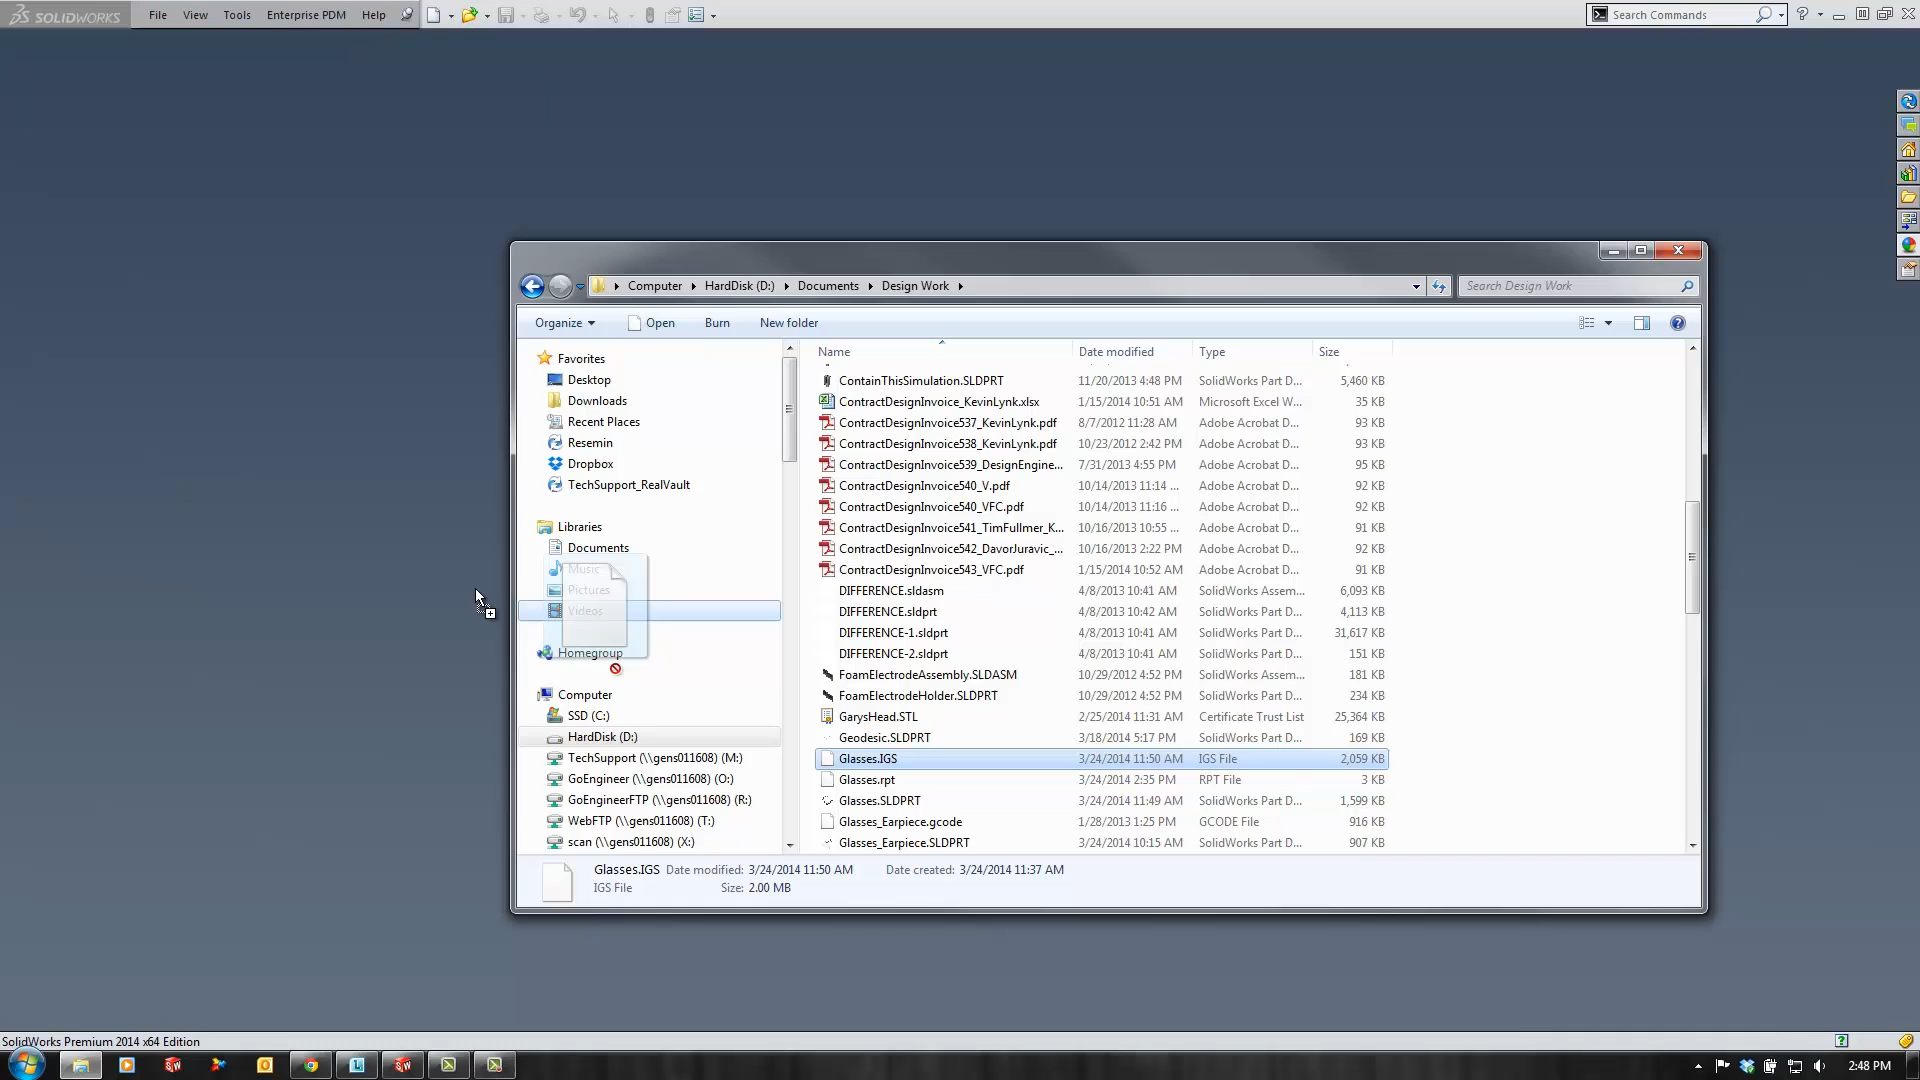 SOLIDWORKS File View Tools Enterprise PDM Help Search Commands
Computer HardDisk (D:) Documents Design Work Search Design Work
Organize Open Burn New folder
Favorites
Desktop
Downloads
Recent Places
Resemin
Dropbox
TechSupport_RealVault
Libraries
Documents
Music
Pictures
Videos
Homegroup
Computer
SSD (C:)
HardDisk (D:)
TechSupport (\\gens011608) (M:)
GoEngineer (\\gens011608) (O:)
GoEngineerFTP (\\gens011608) (R:)
WebFTP (\\gens011608) (T:)
scan (\\gens011608) (X:)
Name Date modified Type Size
ContainThisSimulation.SLDPRT 11/20/2013 4:48 PM SolidWorks Part D... 5,460 KB
ContractDesignInvoice_KevinLynk.xlsx 1/15/2014 10:51 AM Microsoft Excel W... 35 KB
ContractDesignInvoice537_KevinLynk.pdf 8/7/2012 11:28 AM Adobe Acrobat D... 93 KB
ContractDesignInvoice538_KevinLynk.pdf 10/23/2012 2:42 PM Adobe Acrobat D... 93 KB
ContractDesignInvoice539_DesignEngine... 7/31/2013 4:55 PM Adobe Acrobat D... 95 KB
ContractDesignInvoice540_V.pdf 10/14/2013 11:14 ... Adobe Acrobat D... 92 KB
ContractDesignInvoice540_VFC.pdf 10/14/2013 11:16 ... Adobe Acrobat D... 92 KB
ContractDesignInvoice541_TimFullmer_K... 10/16/2013 10:55 ... Adobe Acrobat D... 91 KB
ContractDesignInvoice542_DavorJuravic_... 10/16/2013 2:22 PM Adobe Acrobat D... 92 KB
ContractDesignInvoice543_VFC.pdf 1/15/2014 10:52 AM Adobe Acrobat D... 91 KB
DIFFERENCE.sldasm 4/8/2013 10:41 AM SolidWorks Assem... 6,093 KB
DIFFERENCE.sldprt 4/8/2013 10:42 AM SolidWorks Part D... 4,113 KB
DIFFERENCE-1.sldprt 4/8/2013 10:41 AM SolidWorks Part D... 31,617 KB
DIFFERENCE-2.sldprt 4/8/2013 10:41 AM SolidWorks Part D... 151 KB
FoamElectrodeAssembly.SLDASM 10/29/2012 4:52 PM SolidWorks Assem... 181 KB
FoamElectrodeHolder.SLDPRT 10/29/2012 4:52 PM SolidWorks Part D... 234 KB
GarysHead.STL 2/25/2014 11:31 AM Certificate Trust List 25,364 KB
Geodesic.SLDPRT 3/18/2014 5:17 PM SolidWorks Part D... 169 KB
Glasses.IGS 3/24/2014 11:50 AM IGS File 2,059 KB
Glasses.rpt 3/24/2014 2:35 PM RPT File 3 KB
Glasses.SLDPRT 3/24/2014 11:49 AM SolidWorks Part D... 1,599 KB
Glasses_Earpiece.gcode 1/28/2013 1:25 PM GCODE File 916 KB
Glasses_Earpiece.SLDPRT 3/24/2014 10:15 AM SolidWorks Part D... 907 KB
Glasses.IGS Date modified: 3/24/2014 11:50 AM Date created: 3/24/2014 11:37 AM
IGS File Size: 2.00 MB
SolidWorks Premium 2014 x64 Edition
2:48 PM